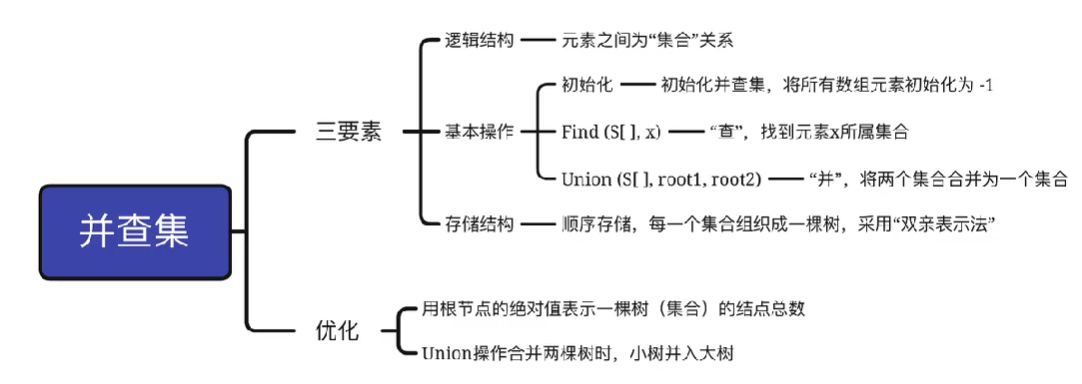 并查集
三要素
逻辑结构
元素之间为“集合”关系
基本操作
初始化
初始化并查集，将所有数组元素初始化为 -1
Find (S[ ], x)
“查”，找到元素x所属集合
Union (S[ ], root1, root2)
“并”，将两个集合合并为一个集合
存储结构
顺序存储，每一个集合组织成一棵树，采用“双亲表示法”
优化
用根节点的绝对值表示一棵树（集合）的结点总数
Union操作合并两棵树时，小树并入大树